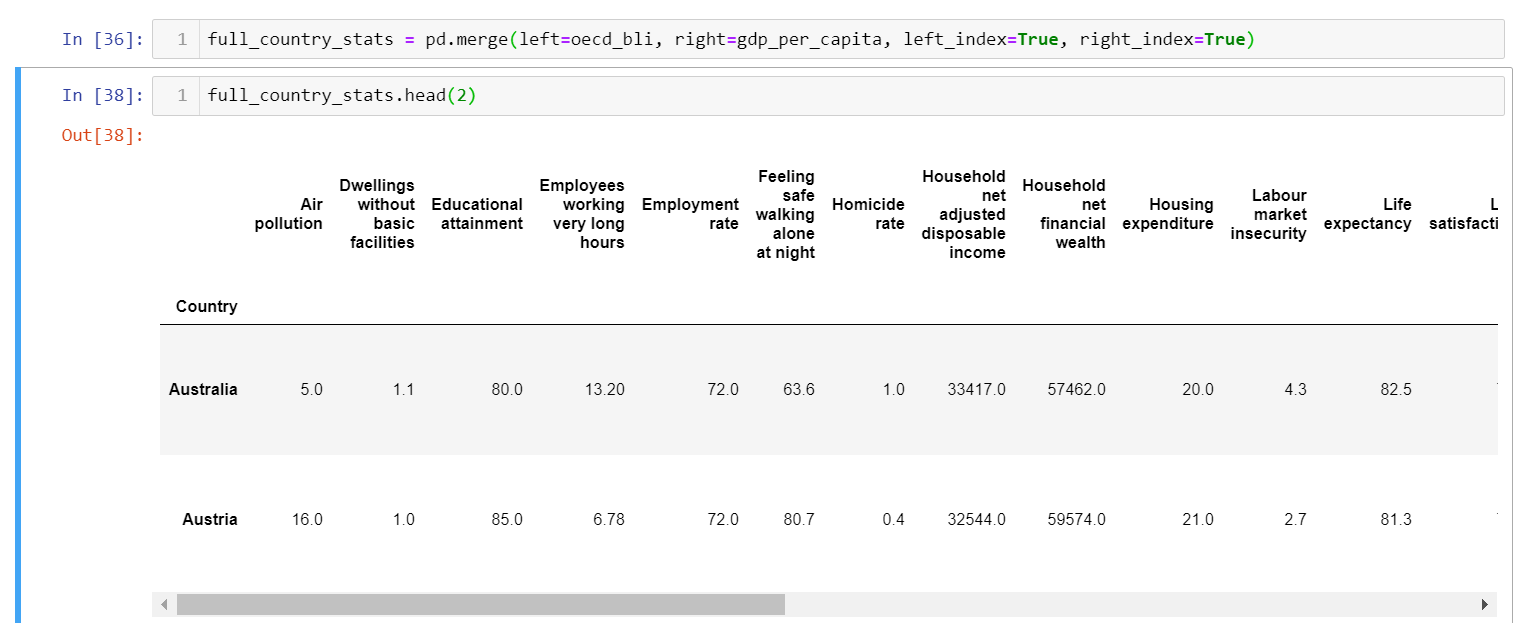 In [36]: 1 full_country_stats = pd.merge(left=oecd_bli, right=gdp_per_capita, left_index=True, right_index=True)
In [38]: 1 full_country_stats.head(2)
Out[38]:
Air pollution
Dwellings without basic facilities
Educational attainment
Employees working very long hours
Employment rate
Feeling safe walking alone at night
Homicide rate
Household net adjusted disposable income
Household net financial wealth
Housing expenditure
Labour market insecurity
Life expectancy
L satisfacti
Country
Australia 5.0 1.1 80.0 13.20 72.0 63.6 1.0 33417.0 57462.0 20.0 4.3 82.5
Austria 16.0 1.0 85.0 6.78 72.0 80.7 0.4 32544.0 59574.0 21.0 2.7 81.3